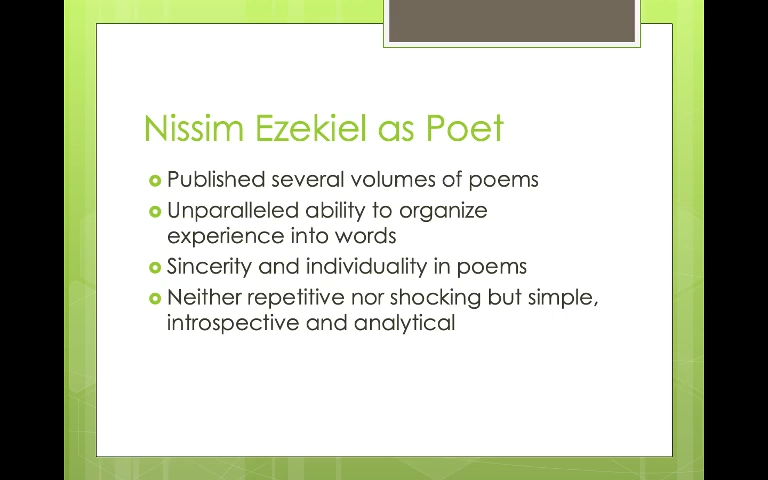 Nissim Ezekiel as Poet
Published several volumes of poems
Unparalleled ability to organize
experience into words
Sincerity and individuality in poems
Neither repetitive nor shocking but simple,
introspective and analytical